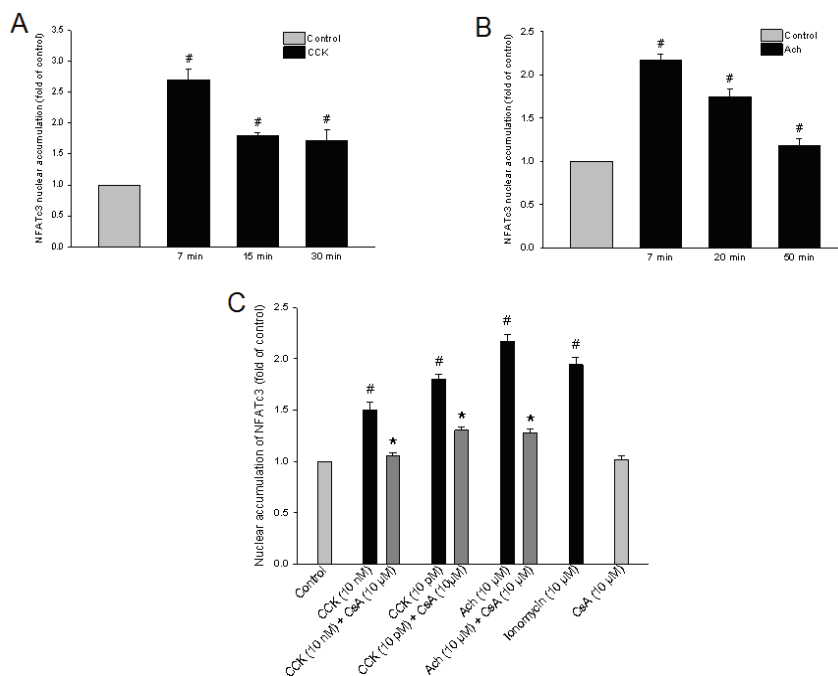 A
NFATc3 nuclear accumulation (fold of control)
3.5
3.0
2.5
2.0
1.5
1.0
0.5
0.0
Control
CCK
#
#
#
7 min
15 min
30 min
B
NFATc3 nuclear accumulation (fold of control)
2.5
2.0
1.5
1.0
0.5
0.0
Control
Ach
#
#
#
7 min
20 min
50 min
C
Nuclear accumulation of NFATc3 (fold of control)
2.5
2.0
1.5
1.0
0.5
0.0
#
*
#
*
#
*
#
Control
CCK (10 nM)
CCK (10 nM) + CsA (10 µM)
CCK (10 pM)
CCK (10 pM) + CsA (10µM)
Ach (10 µM)
Ach (10 µM) + CsA (10 µM)
Ionomycin (10 µM)
CsA (10 µM)